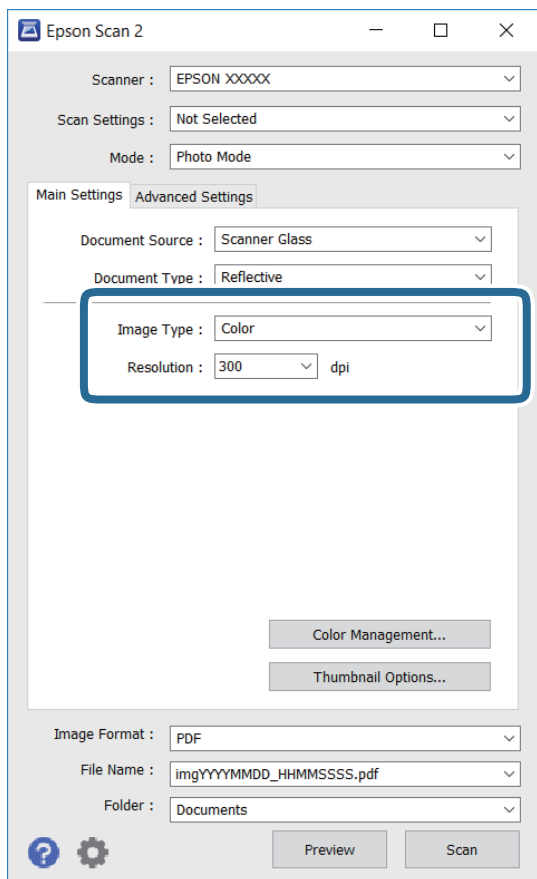 Epson Scan 2
Scanner : EPSON XXXXX
Scan Settings : Not Selected
Mode : Photo Mode
Main Settings Advanced Settings
Document Source : Scanner Glass
Document Type : Reflective
Image Type : Color
Resolution : 300 dpi
Color Management...
Thumbnail Options...
Image Format : PDF
File Name : imgYYYYMMDD_HHMMSSSS.pdf
Folder : Documents
? Preview Scan